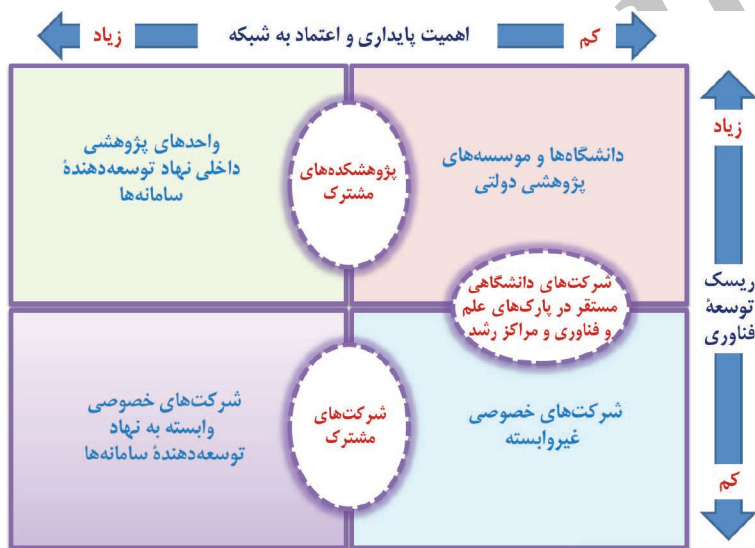 کم
اهمیت پایداری و اعتماد به شبکه
زیاد
زیاد
ریسک
توسعهٔ
فناوری
کم
دانشگاه‌ها و موسسه‌های
پژوهشی دولتی
پژوهشکده‌های
مشترک
واحدهای پژوهشی
داخلی نهاد توسعه‌دهندهٔ
سامانه‌ها
شرکت‌های دانشگاهی
مستقر در پارک‌های علم
و فناوری و مراکز رشد
شرکت‌های خصوصی
غیروابسته
شرکت‌های
مشترک
شرکت‌های خصوصی
وابسته به نهاد
توسعه‌دهندهٔ سامانه‌ها